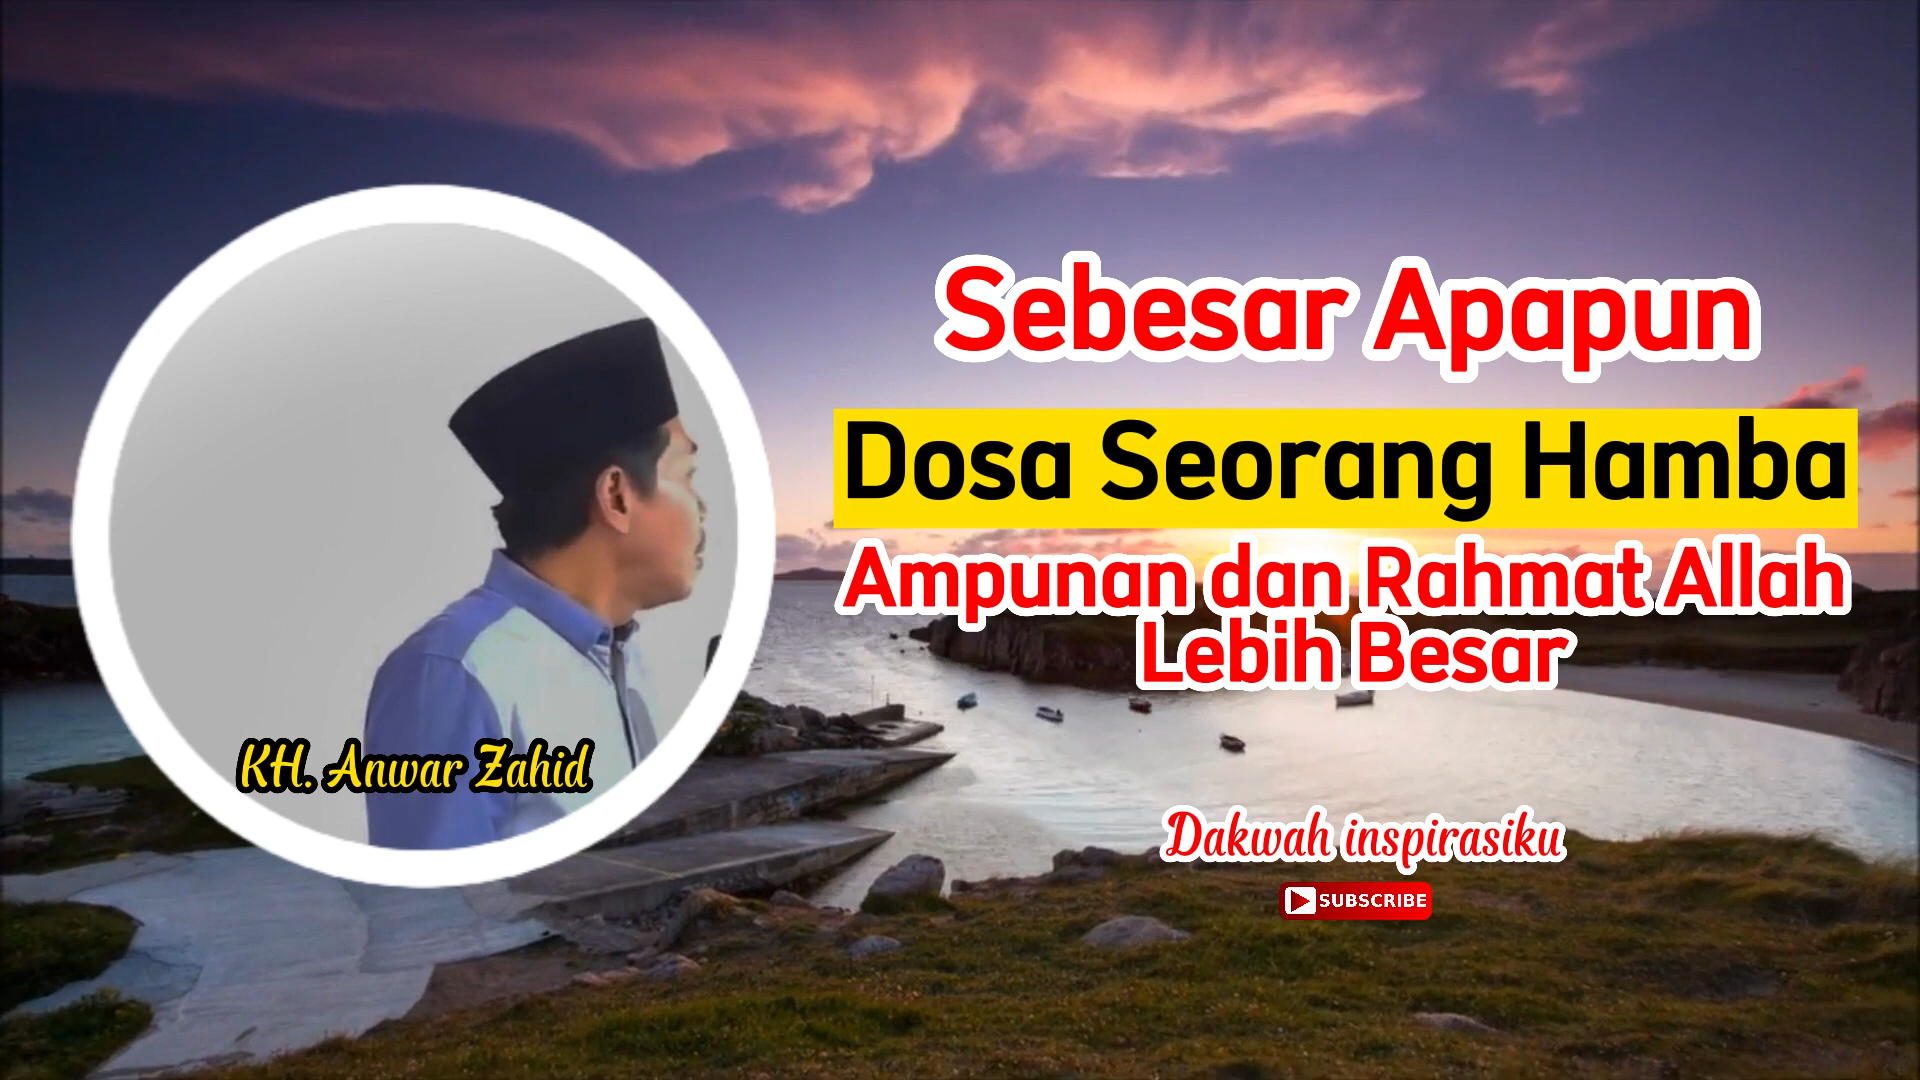 Sebesar Apapun
Dosa Seorang Hamba
Ampunan dan Rahmat Allah
Lebih Besar
KH. Anwar Zahid
Dakwah inspirasiku
SUBSCRIBE